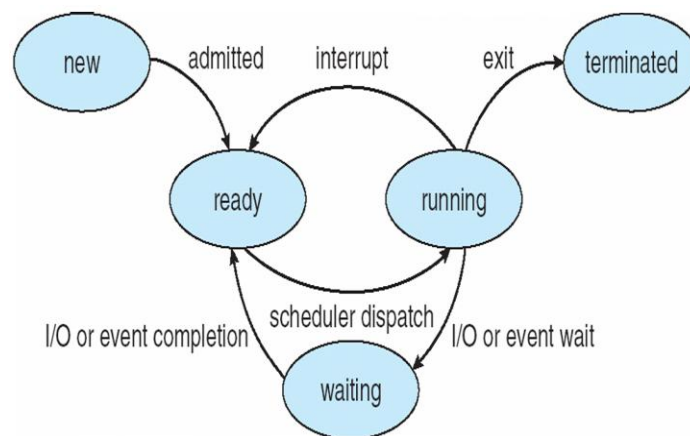 new
admitted
interrupt
exit
terminated
ready
running
scheduler dispatch
I/O or event completion
I/O or event wait
waiting